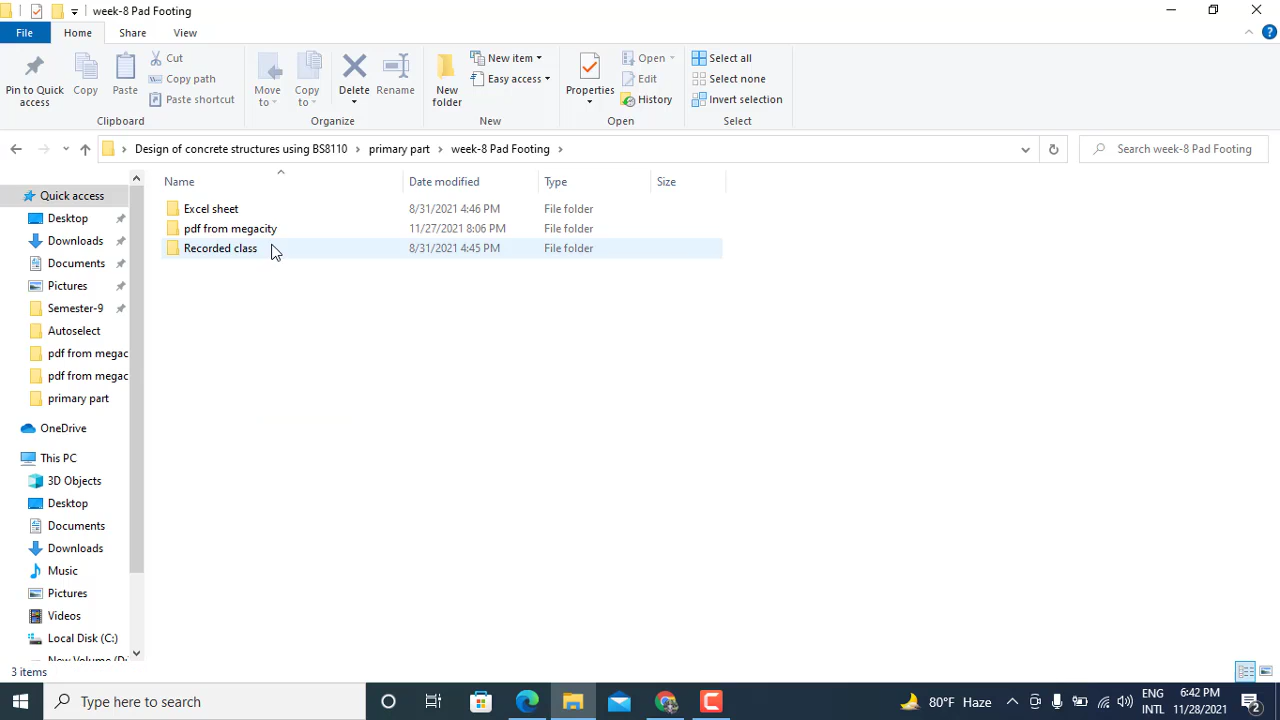 week-8 Pad Footing
File Home Share View
Pin to Quick access
Copy
Paste
Cut
Copy path
Paste shortcut
Clipboard
Move to
Copy to
Delete
Rename
Organize
New folder
New item
Easy access
New
Properties
Open
Edit
History
Open
Select all
Select none
Invert selection
Select
Design of concrete structures using BS8110 primary part week-8 Pad Footing
Search week-8 Pad Footing
Name Date modified Type Size
Excel sheet 8/31/2021 4:46 PM File folder
pdf from megacity 11/27/2021 8:06 PM File folder
Recorded class 8/31/2021 4:45 PM File folder
Quick access
Desktop
Downloads
Documents
Pictures
Semester-9
Autoselect
pdf from megac
pdf from megac
primary part
OneDrive
This PC
3D Objects
Desktop
Documents
Downloads
Music
Pictures
Videos
Local Disk (C:)
New Volume (D:
3 items
Type here to search
80°F Haze
ENG
INTL
6:42 PM
11/28/2021
2